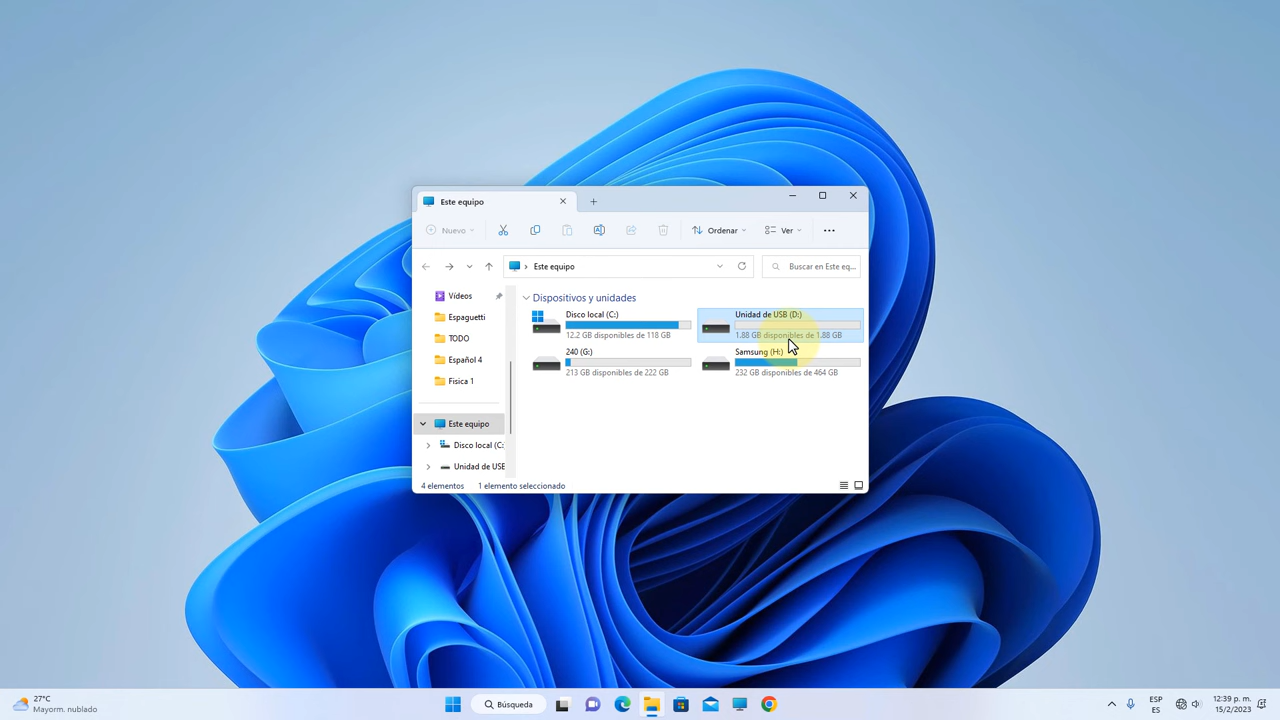 Este equipo
Nuevo
Ordenar
Ver
Este equipo
Buscar en Este eq...
Vídeos
Espaguetti
TODO
Español 4
Fisica 1
Este equipo
Disco local (C:
Unidad de USB
Dispositivos y unidades
Disco local (C:)
12.2 GB disponibles de 118 GB
Unidad de USB (D:)
1.88 GB disponibles de 1.88 GB
240 (G:)
213 GB disponibles de 222 GB
Samsung (H:)
232 GB disponibles de 464 GB
4 elementos
1 elemento seleccionado
27°C
Mayorm. nublado
Búsqueda
ESP
ES
12:39 p. m.
15/2/2023